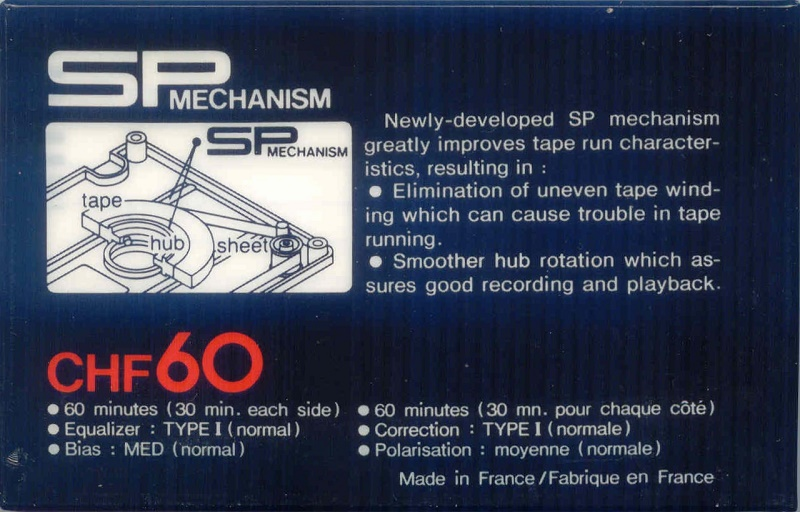 SP MECHANISM
SP MECHANISM
tape
hub
sheet
Newly-developed SP mechanism
greatly improves tape run character-
istics, resulting in :
● Elimination of uneven tape wind-
ing which can cause trouble in tape
running.
● Smoother hub rotation which as-
sures good recording and playback.
CHF60
● 60 minutes (30 min. each side)
● Equalizer : TYPE I (normal)
● Bias : MED (normal)
● 60 minutes (30 mn. pour chaque côté)
● Correction : TYPE I (normale)
● Polarisation : moyenne (normale)
Made in France/Fabrique en France